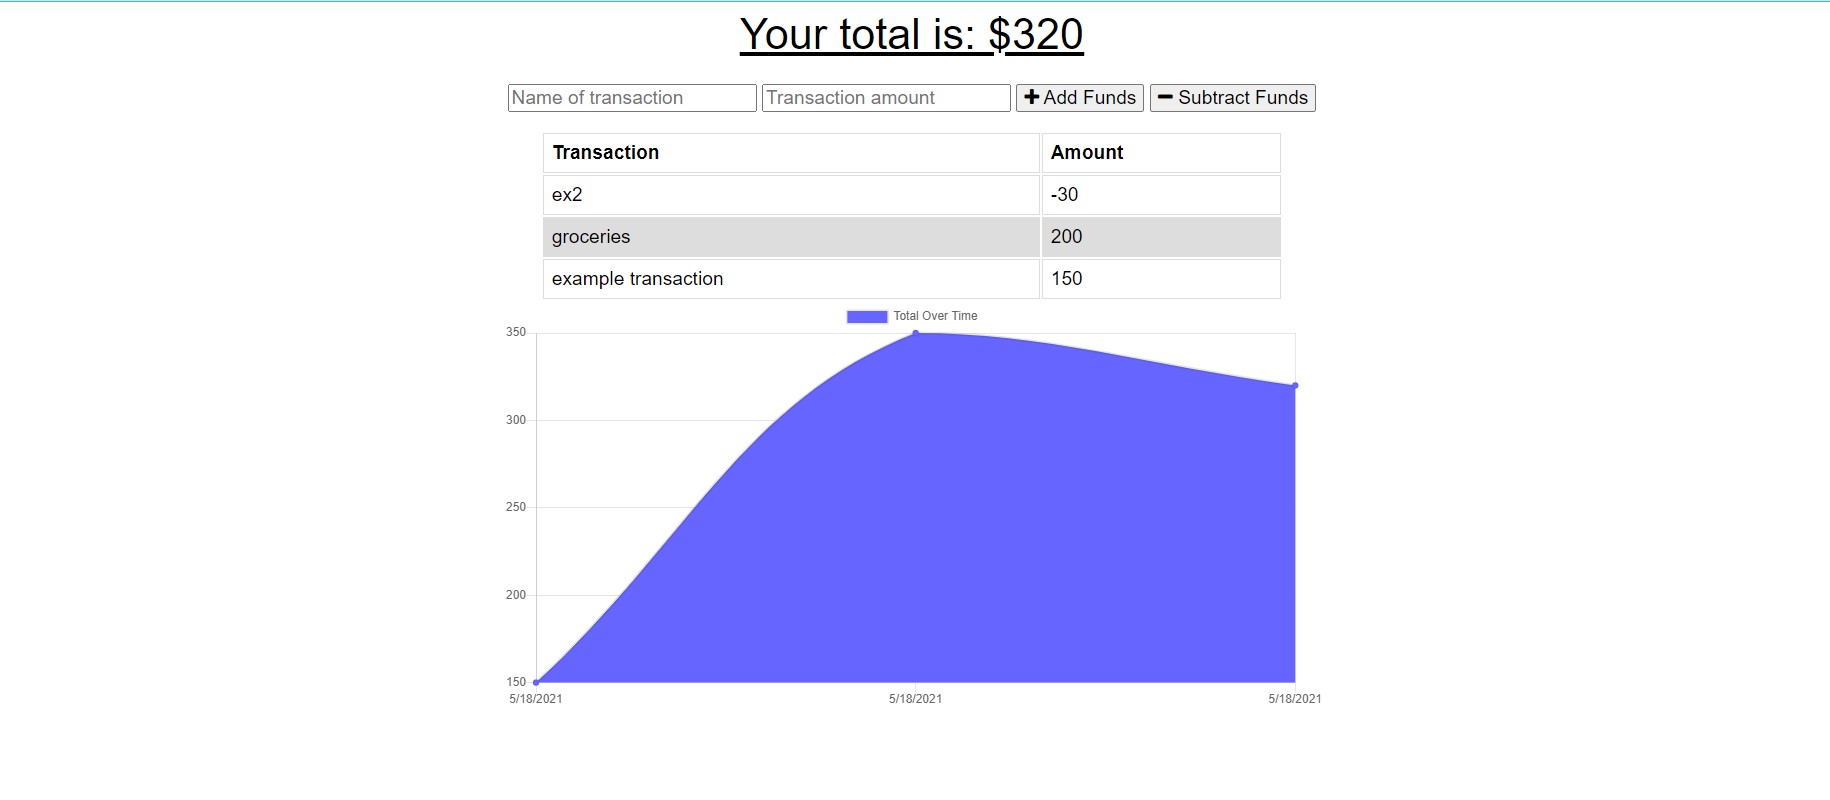 Your total is: $320
Name of transaction Transaction amount Add Funds Subtract Funds
Transaction Amount
ex2 -30
groceries 200
example transaction 150
Total Over Time
350
300
250
200
150
5/18/2021 5/18/2021 5/18/2021